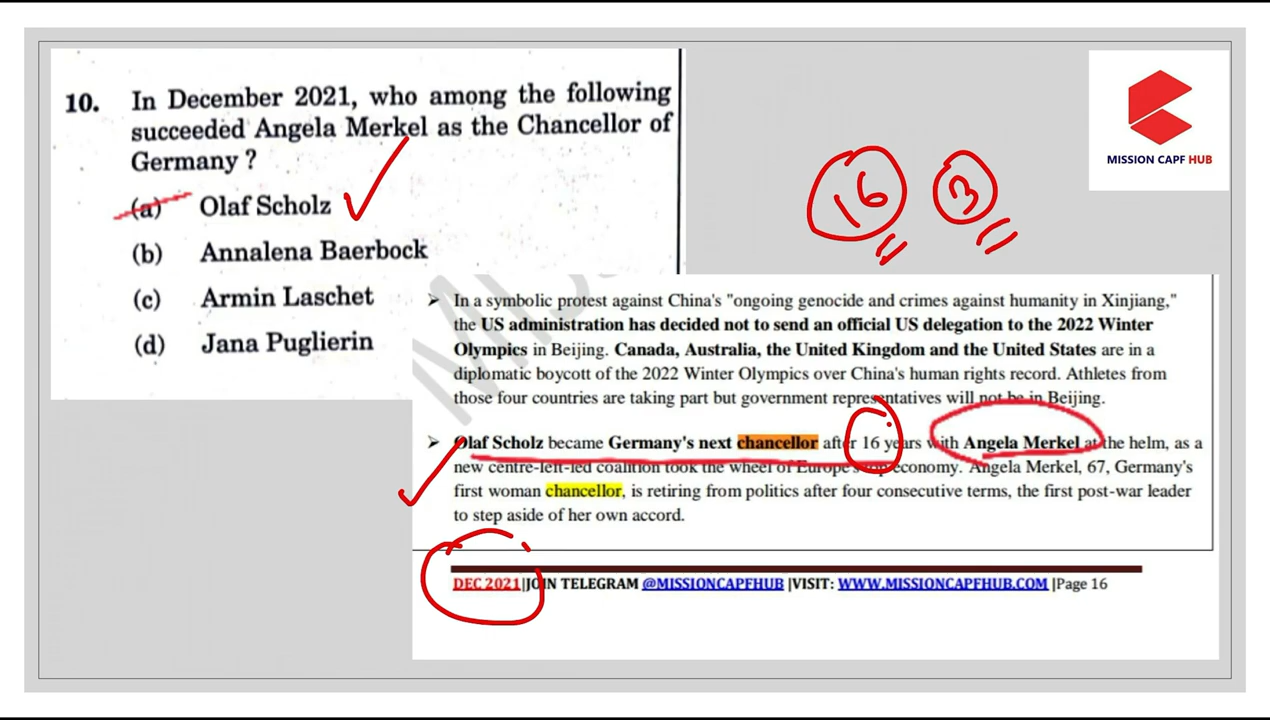 10. In December 2021, who among the following
succeeded Angela Merkel as the Chancellor of
Germany ?
(a) Olaf Scholz
(b) Annalena Baerbock
(c) Armin Laschet
(d) Jana Puglierin
MISSION CAPF HUB
16 3
➢ In a symbolic protest against China's "ongoing genocide and crimes against humanity in Xinjiang,"
the US administration has decided not to send an official US delegation to the 2022 Winter
Olympics in Beijing. Canada, Australia, the United Kingdom and the United States are in a
diplomatic boycott of the 2022 Winter Olympics over China's human rights record. Athletes from
those four countries are taking part but government representatives will not be in Beijing.
➢ Olaf Scholz became Germany's next chancellor after 16 years with Angela Merkel at the helm, as a
new centre-left-led coalition took the wheel of Europe's top economy. Angela Merkel, 67, Germany's
first woman chancellor, is retiring from politics after four consecutive terms, the first post-war leader
to step aside of her own accord.
DEC 2021|JOIN TELEGRAM @MISSIONCAPFHUB |VISIT: WWW.MISSIONCAPFHUB.COM |Page 16